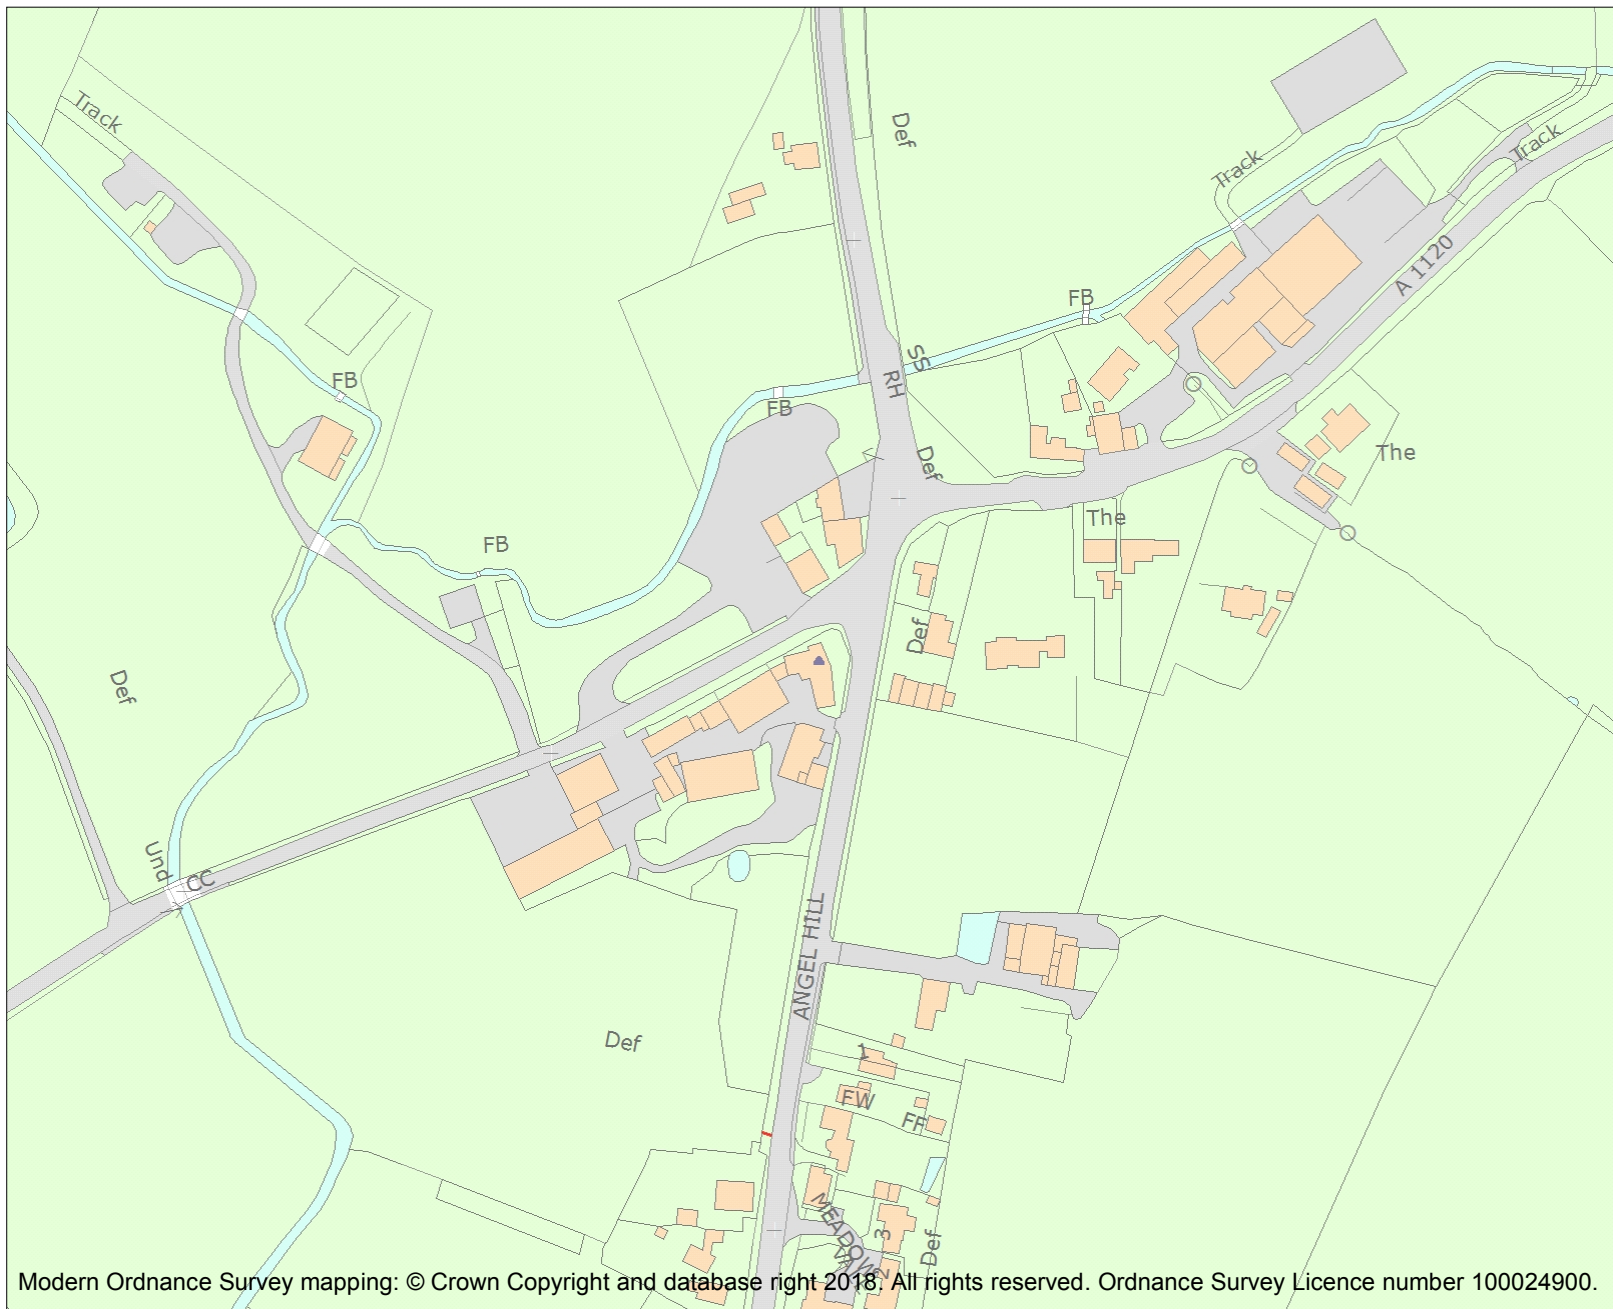 Track
Def
Track
Track
A 1120
FB
SS
RH
FB
FB
Def
The
The
FB
Def
Def
Und
CC
ANGEL HILL
Def
1
FW
FF
MEADOW
3
Def
2
Modern Ordnance Survey mapping: © Crown Copyright and database right 2018. All rights reserved. Ordnance Survey Licence number 100024900.